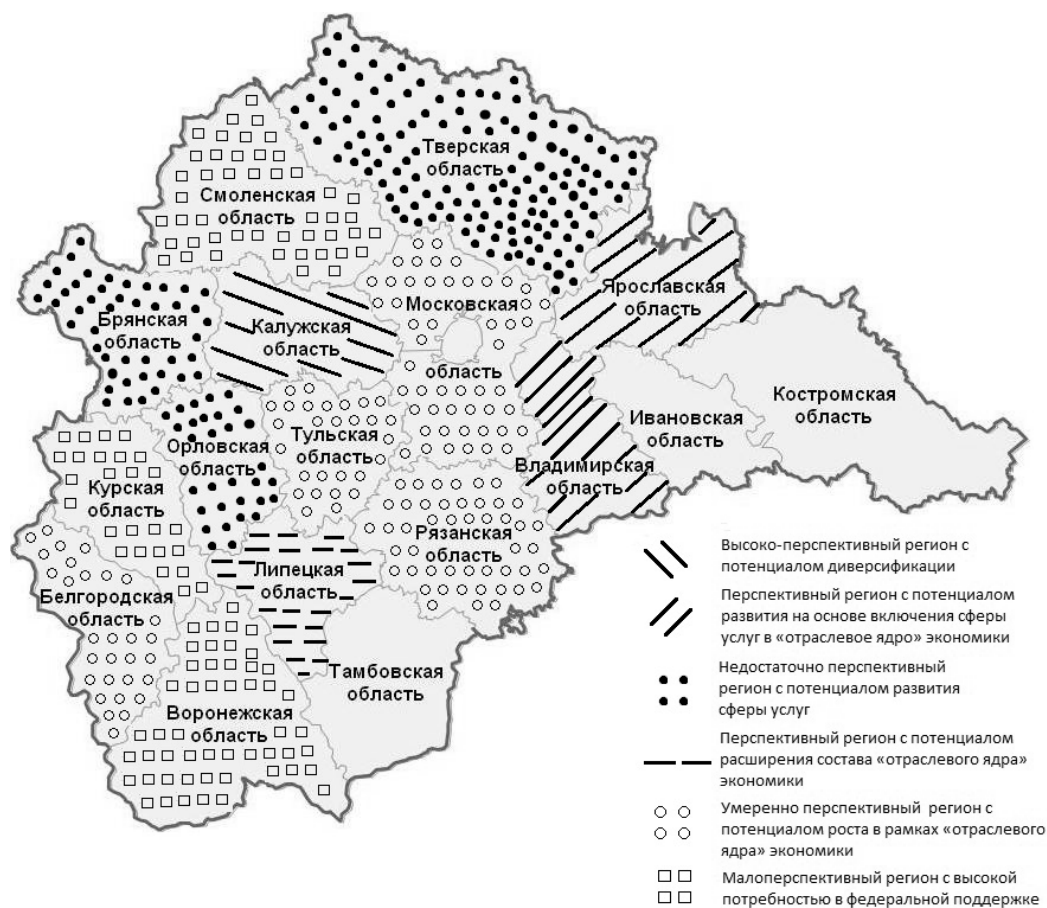 Тверская
область
Смоленская
область
Ярославская
область
Московская
область
Брянская
область
Калужская
область
Костромская
область
Ивановская
область
Тульская
область
Орловская
область
Владимирская
область
Курская
область
Рязанская
область
Липецкая
область
Белгородская
область
Тамбовская
область
Воронежская
область
Высоко-перспективный регион с
потенциалом диверсификации
Перспективный регион с потенциалом
развития на основе включения сферы
услуг в «отраслевое ядро» экономики
Недостаточно перспективный
регион с потенциалом развития
сферы услуг
Перспективный регион с потенциалом
расширения состава «отраслевого ядра»
экономики
Умеренно перспективный регион с
потенциалом роста в рамках «отраслевого
ядра» экономики
Малоперспективный регион с высокой
потребностью в федеральной поддержке